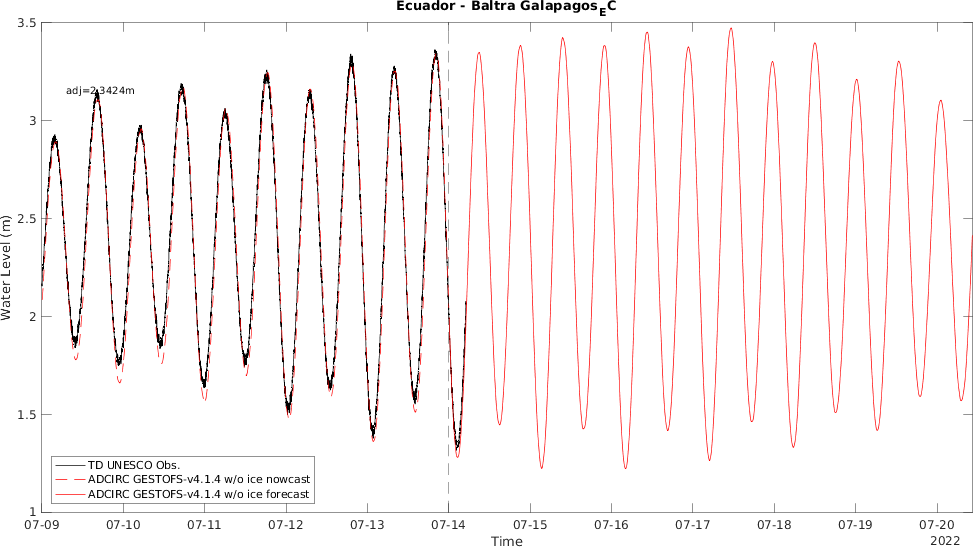 Ecuador - Baltra Galapagos_EC
3.5
adj=2.3424m
3
2.5
Water Level (m)
2
1.5
TD UNESCO Obs.
ADCIRC GESTOFS-v4.1.4 w/o ice nowcast
ADCIRC GESTOFS-v4.1.4 w/o ice forecast
1
07-09 07-10 07-11 07-12 07-13 07-14 07-15 07-16 07-17 07-18 07-19 07-20
Time 2022